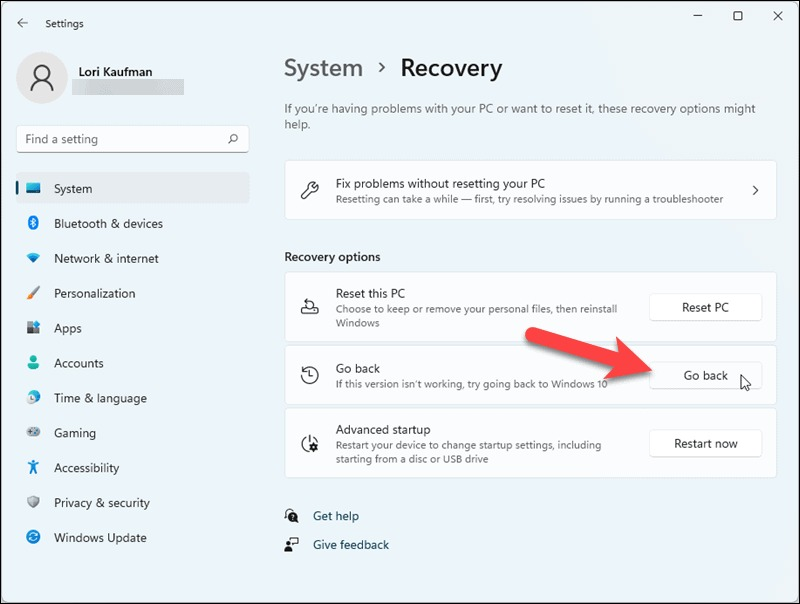 Settings
Lori Kaufman
Find a setting
System
Bluetooth & devices
Network & internet
Personalization
Apps
Accounts
Time & language
Gaming
Accessibility
Privacy & security
Windows Update
System > Recovery
If you're having problems with your PC or want to reset it, these recovery options might
help.
Fix problems without resetting your PC
Resetting can take a while — first, try resolving issues by running a troubleshooter
Recovery options
Reset this PC
Choose to keep or remove your personal files, then reinstall
Windows
Reset PC
Go back
If this version isn't working, try going back to Windows 10
Go back
Advanced startup
Restart your device to change startup settings, including
starting from a disc or USB drive
Restart now
Get help
Give feedback